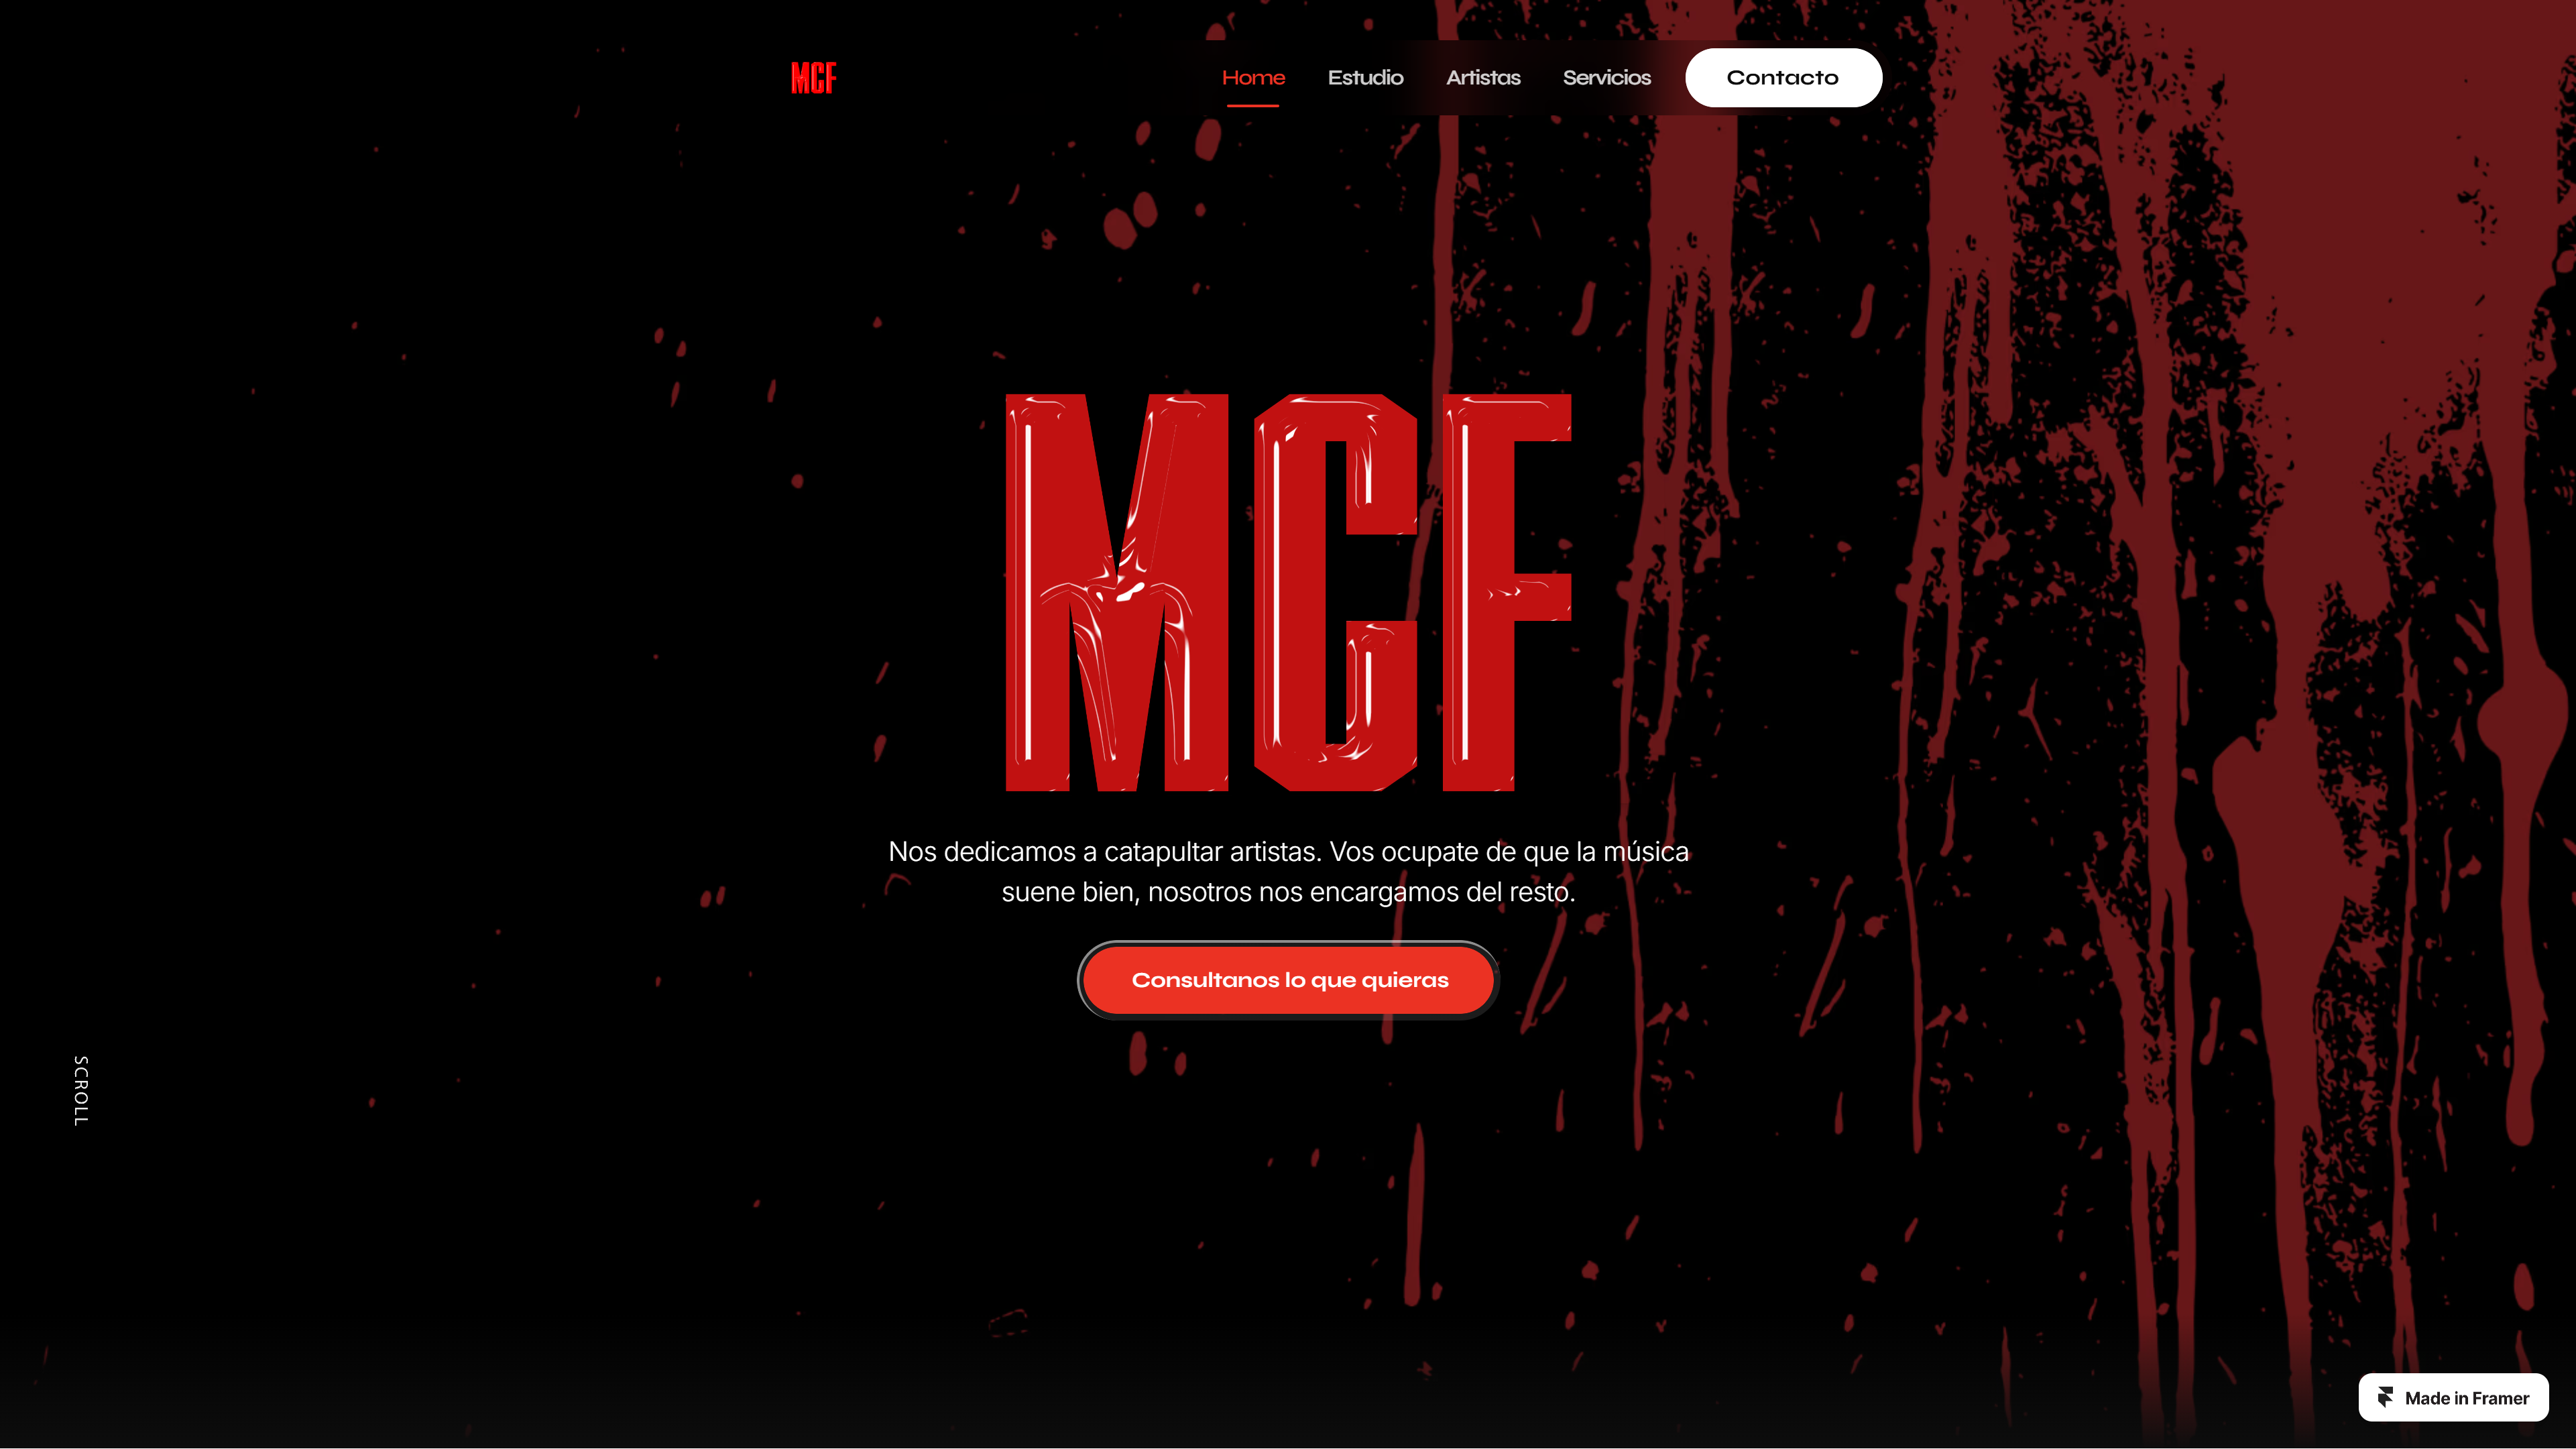 MCF
Home
Estudio
Artistas
Servicios
Contacto
MCF
Nos dedicamos a catapultar artistas. Vos ocupate de que la música
suene bien, nosotros nos encargamos del resto.
Consultanos lo que quieras
SCROLL
Made in Framer